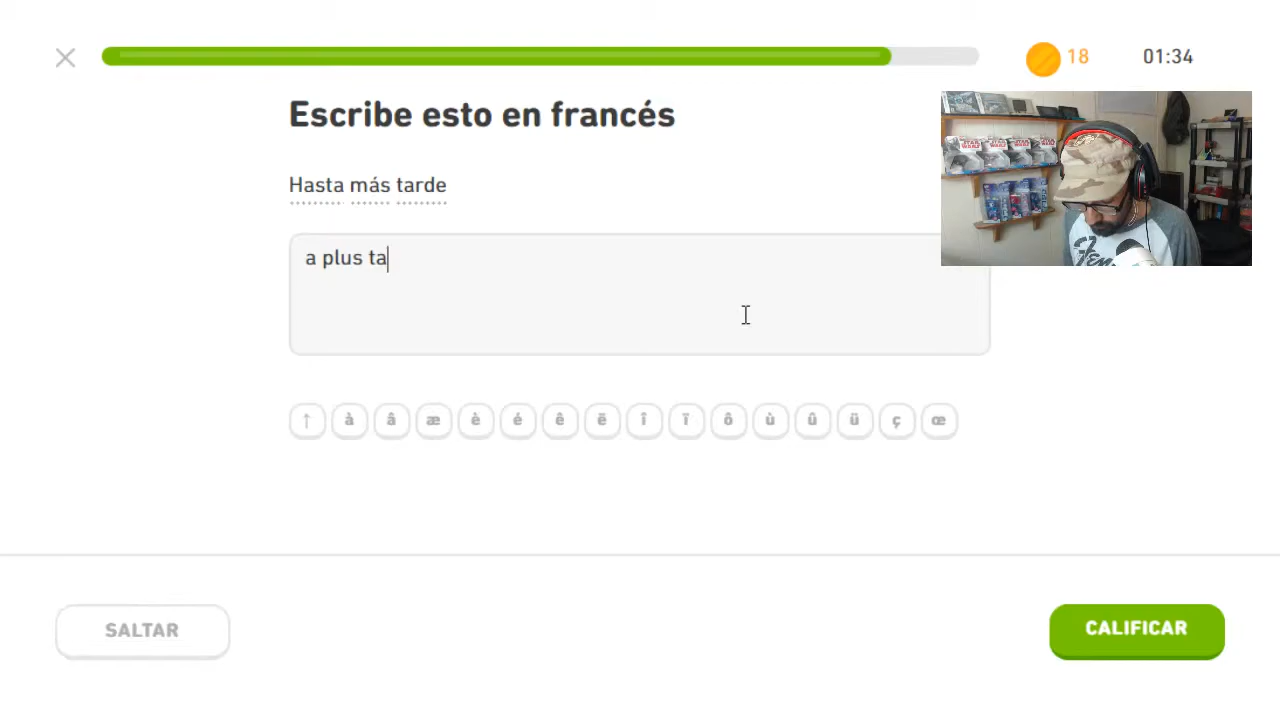 18 01:34
Escribe esto en francés
Hasta más tarde
a plus ta
↑ à â æ è é ê ë î ï ô ù û ü ç œ
SALTAR CALIFICAR